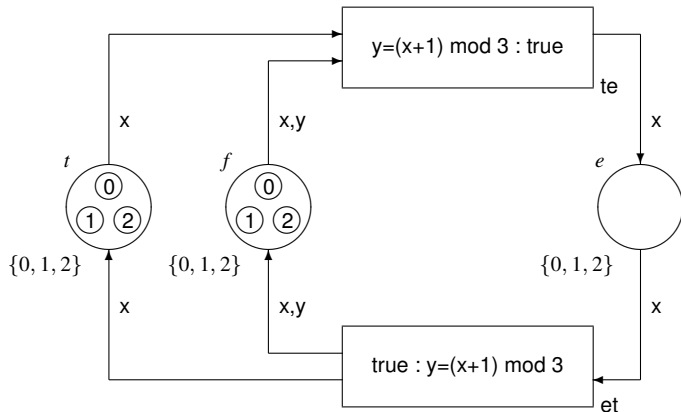 y=(x+1) mod 3 : true
te
x
x,y
x
t
f
e
0
0
1
2
1
2
{0, 1, 2}
{0, 1, 2}
{0, 1, 2}
x
x,y
x
true : y=(x+1) mod 3
et